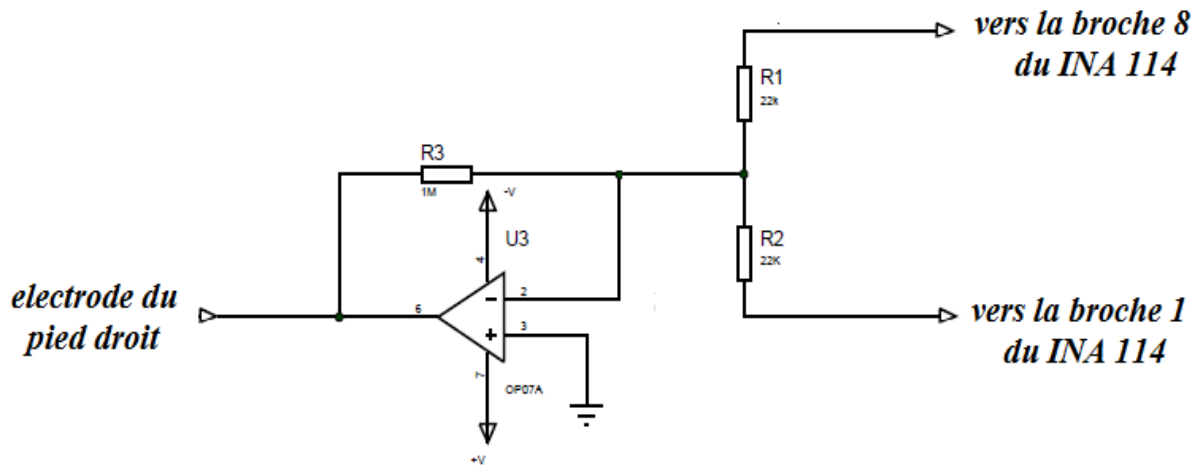 vers la broche 8
du INA 114
R1
22k
R3
1M
-V
U3
4
R2
22K
2
electrode du
pied droit
6
vers la broche 1
du INA 114
3
7
OP07A
+V